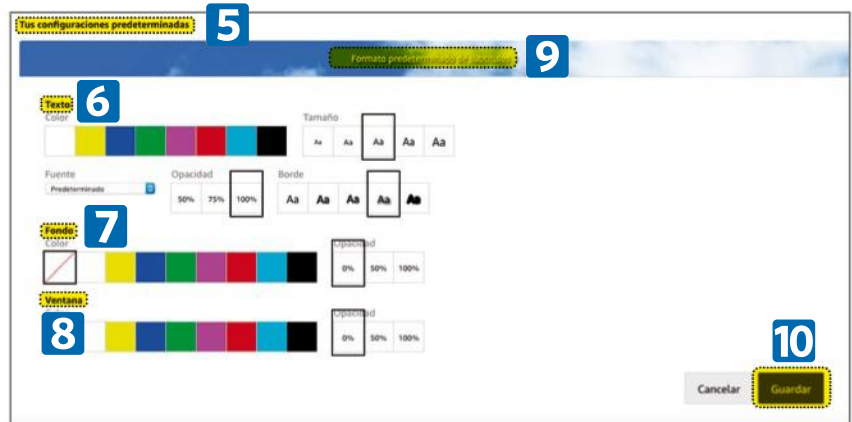 Tus configuraciones predeterminadas 5
Formato predeterminado de subtítulos 9
Texto 6
Color Tamaño
Aa Aa Aa Aa Aa
Fuente Opacidad Borde
Predeterminado 50% 75% 100% Aa Aa Aa Aa Aa
Fondo 7
Color Opacidad
0% 50% 100%
Ventana
8 Opacidad
0% 50% 100%
10
Cancelar Guardar